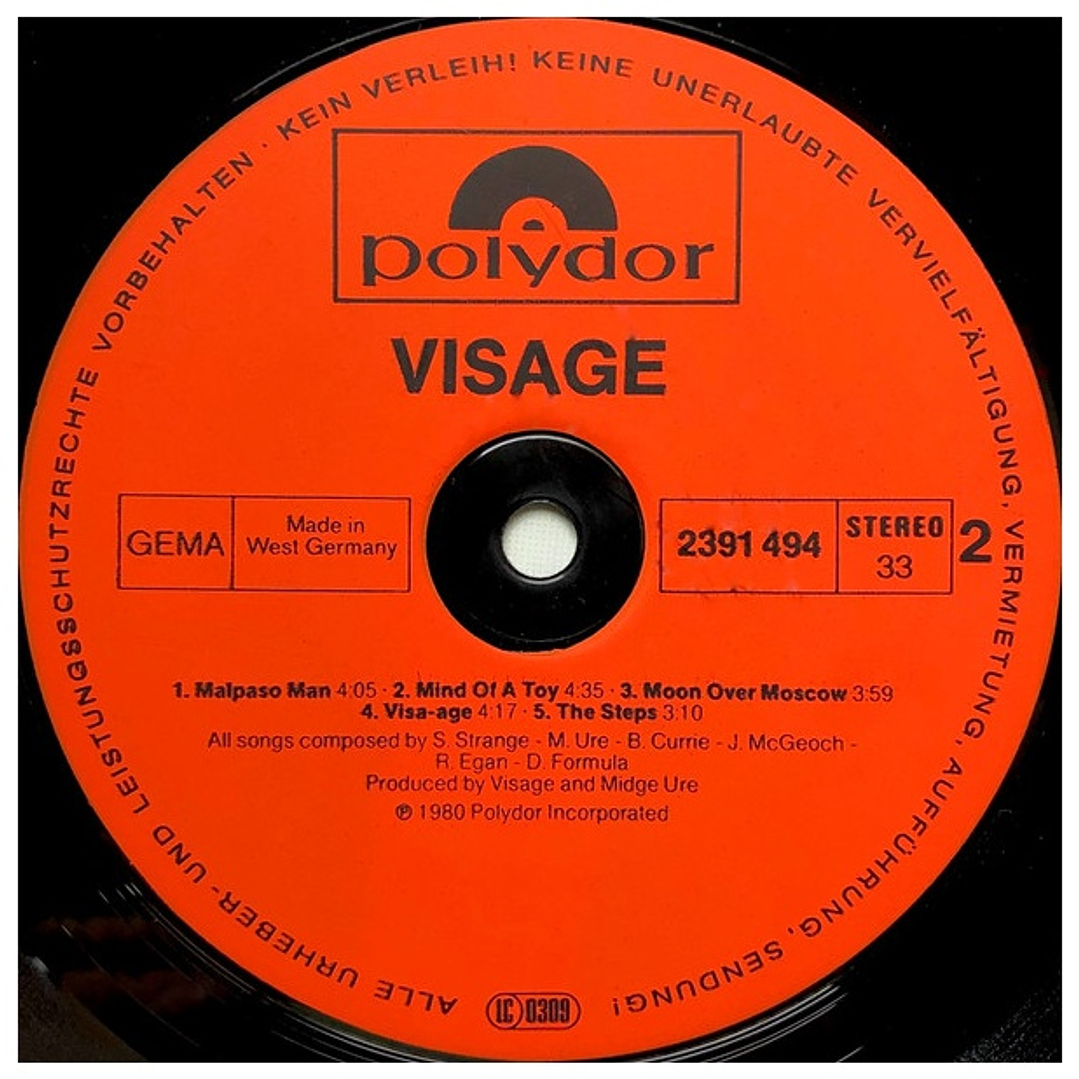 ALLE URHEBER- UND LEISTUNGSSCHUTZRECHTE VORBEHALTEN · KEIN VERLEIH! KEINE UNERLAUBTE VERVIELFÄLTIGUNG, VERMIETUNG, AUFFÜHRUNG, SENDUNG!
polydor
VISAGE
GEMA
Made in
West Germany
2391 494
STEREO
33
2
1. Malpaso Man 4:05 · 2. Mind Of A Toy 4:35 · 3. Moon Over Moscow 3:59
4. Visa-age 4:17 · 5. The Steps 3:10
All songs composed by S. Strange - M. Ure - B. Currie - J. McGeoch -
R. Egan - D. Formula
Produced by Visage and Midge Ure
℗ 1980 Polydor Incorporated
LC 0309